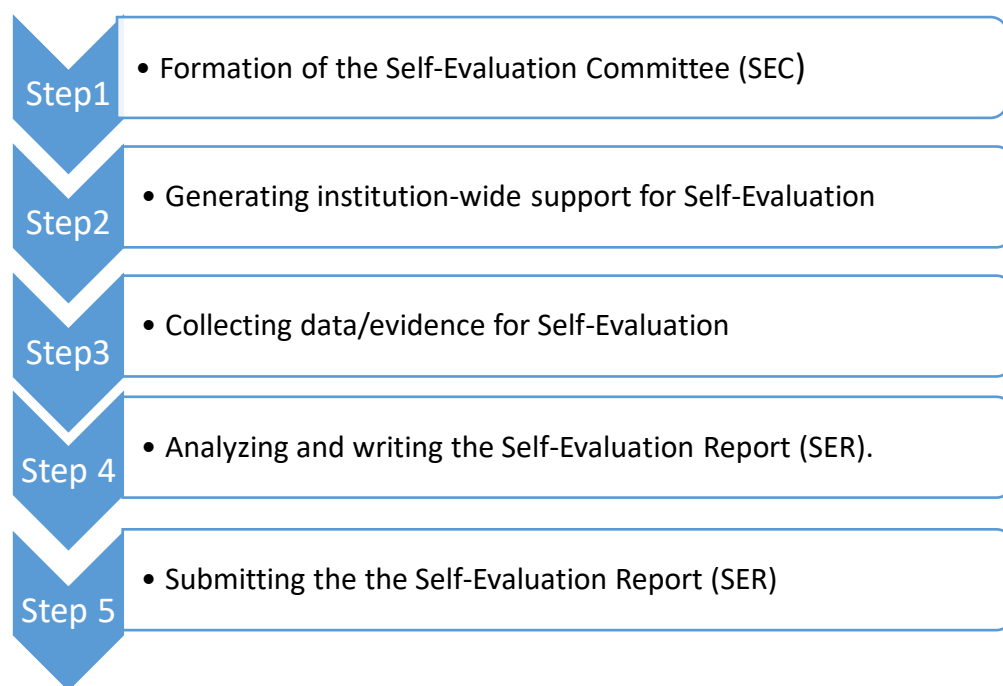 Step1
• Formation of the Self-Evaluation Committee (SEC)
Step2
• Generating institution-wide support for Self-Evaluation
Step3
• Collecting data/evidence for Self-Evaluation
Step 4
• Analyzing and writing the Self-Evaluation Report (SER).
Step 5
• Submitting the the Self-Evaluation Report (SER)